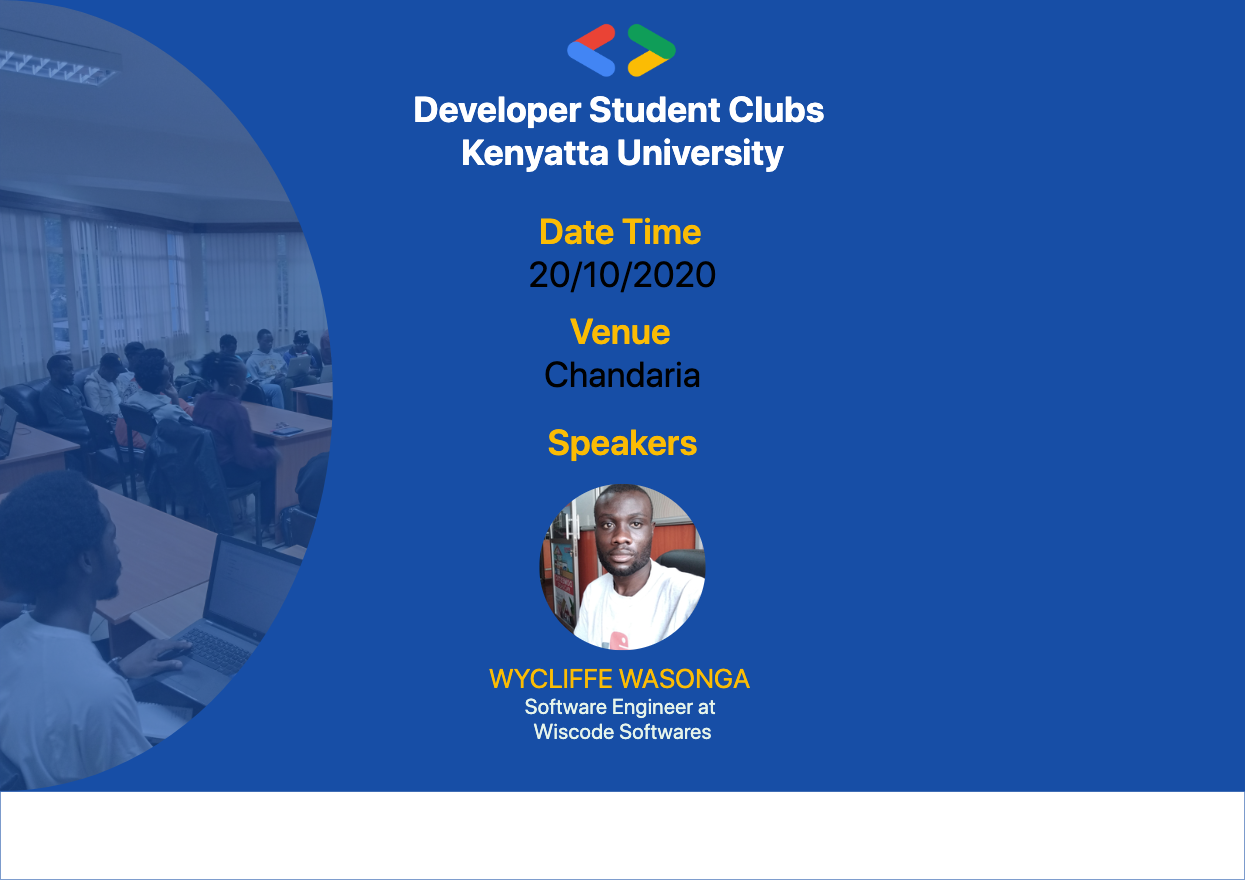 Developer Student Clubs
Kenyatta University
Date Time
20/10/2020
Venue
Chandaria
Speakers
WYCLIFFE WASONGA
Software Engineer at
Wiscode Softwares